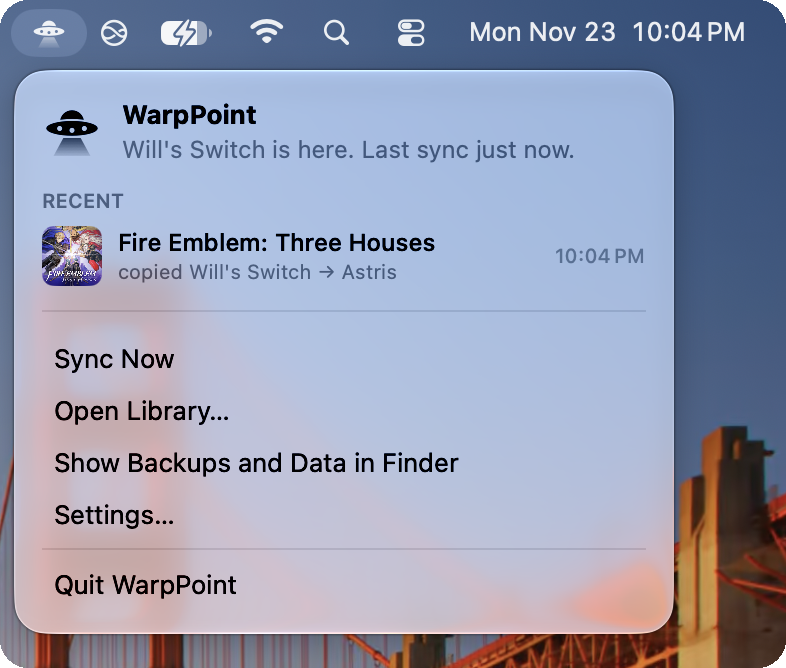 Mon Nov 23 10:04 PM
WarpPoint
Will's Switch is here. Last sync just now.
RECENT
Fire Emblem: Three Houses
copied Will's Switch → Astris
10:04 PM
FIRE EMBLEM
Sync Now
Open Library...
Show Backups and Data in Finder
Settings...
Quit WarpPoint